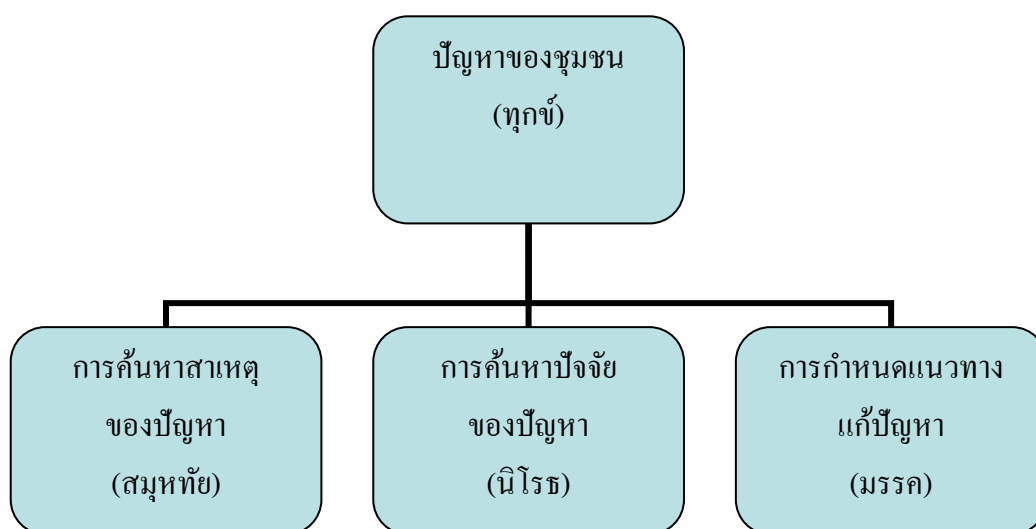 ปัญหาของชุมชน
(ทุกข์)
การค้นหาสาเหตุ
ของปัญหา
(สมุหทัย)
การค้นหาปัจจัย
ของปัญหา
(นิโรธ)
การกำหนดแนวทาง
แก้ปัญหา
(มรรค)